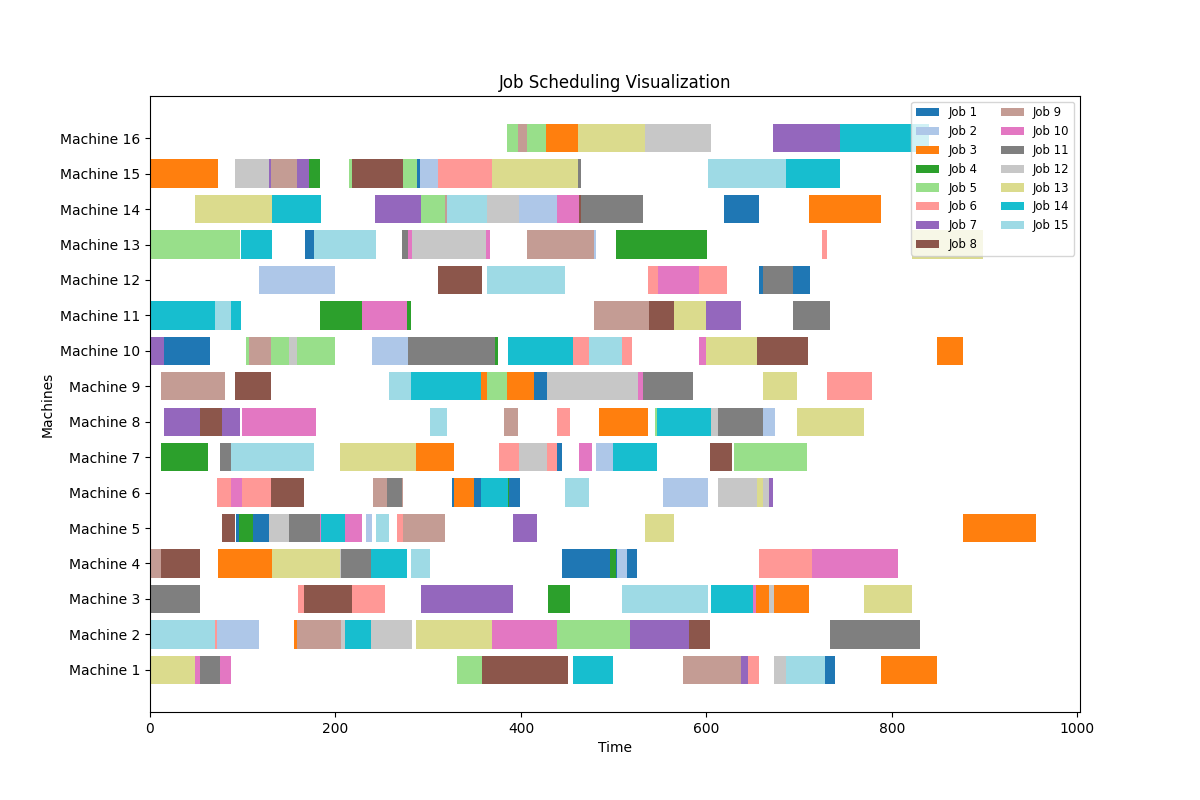 Job Scheduling Visualization
Machine 16
Machine 15
Machine 14
Machine 13
Machine 12
Machine 11
Machine 10
Machine 9
Machine 8
Machine 7
Machine 6
Machine 5
Machine 4
Machine 3
Machine 2
Machine 1
Machines
0 200 400 600 800 1000
Time
Job 1
Job 2
Job 3
Job 4
Job 5
Job 6
Job 7
Job 8
Job 9
Job 10
Job 11
Job 12
Job 13
Job 14
Job 15